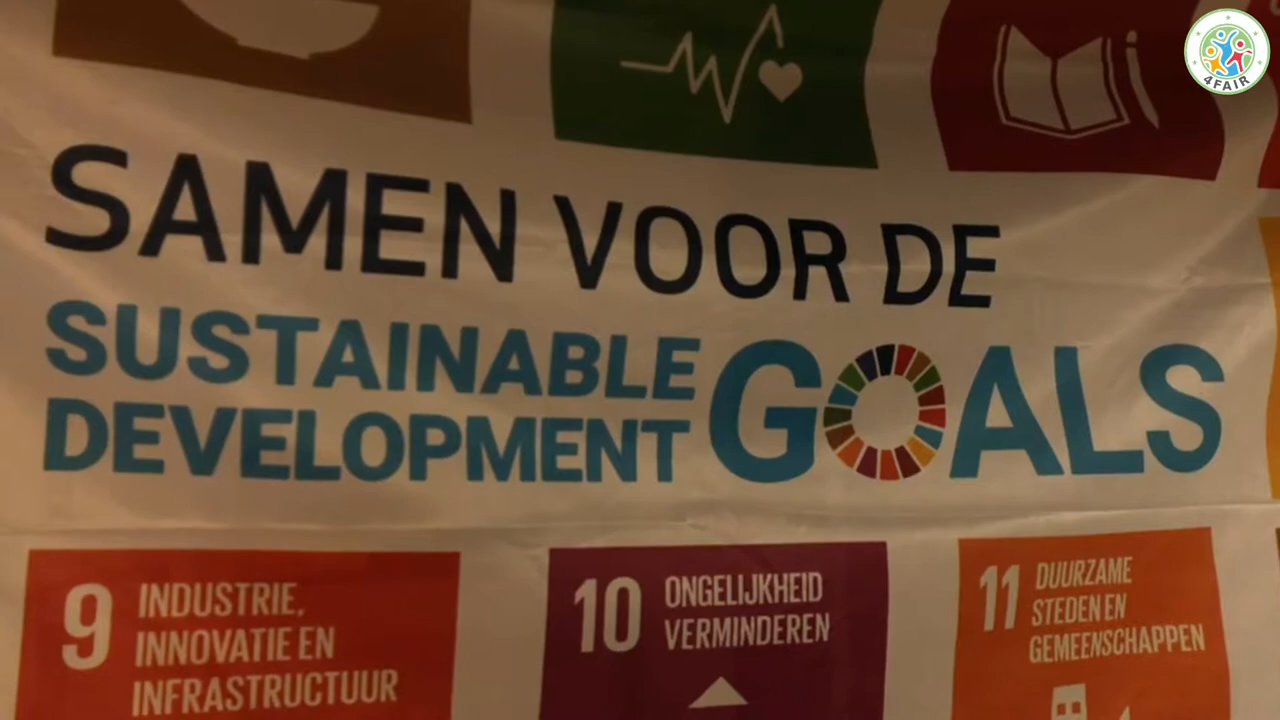 4FAIR
SAMEN VOOR DE
SUSTAINABLE
DEVELOPMENT GOALS
9 INDUSTRIE,
INNOVATIE EN
INFRASTRUCTUUR
10 ONGELIJKHEID
VERMINDEREN
11 DUURZAME
STEDEN EN
GEMEENSCHAPPEN